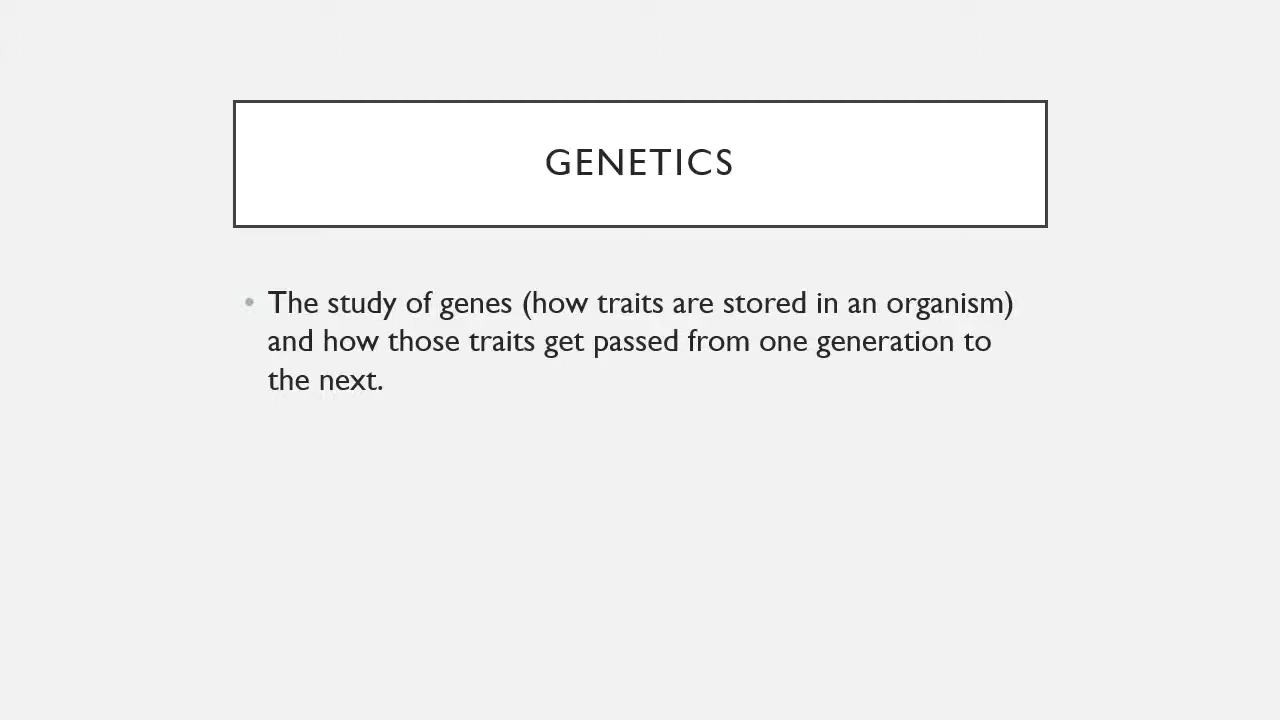 GENETICS
• The study of genes (how traits are stored in an organism)
and how those traits get passed from one generation to
the next.